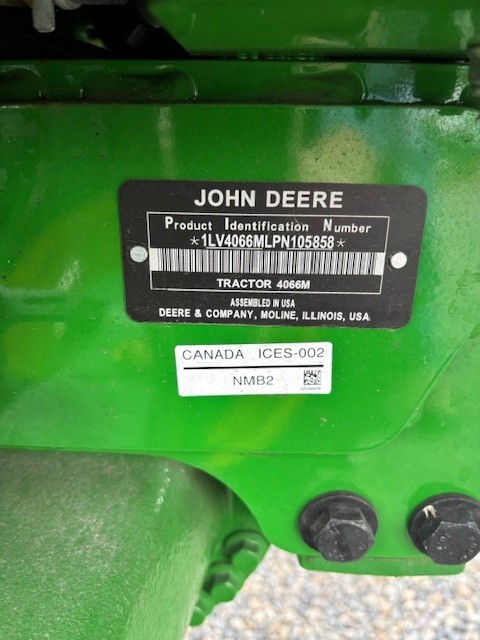 JOHN DEERE
Product Identification Number
*1LV4066MLPN105858*
TRACTOR 4066M
ASSEMBLED IN USA
DEERE & COMPANY, MOLINE, ILLINOIS, USA
CANADA ICES-002
NMB2